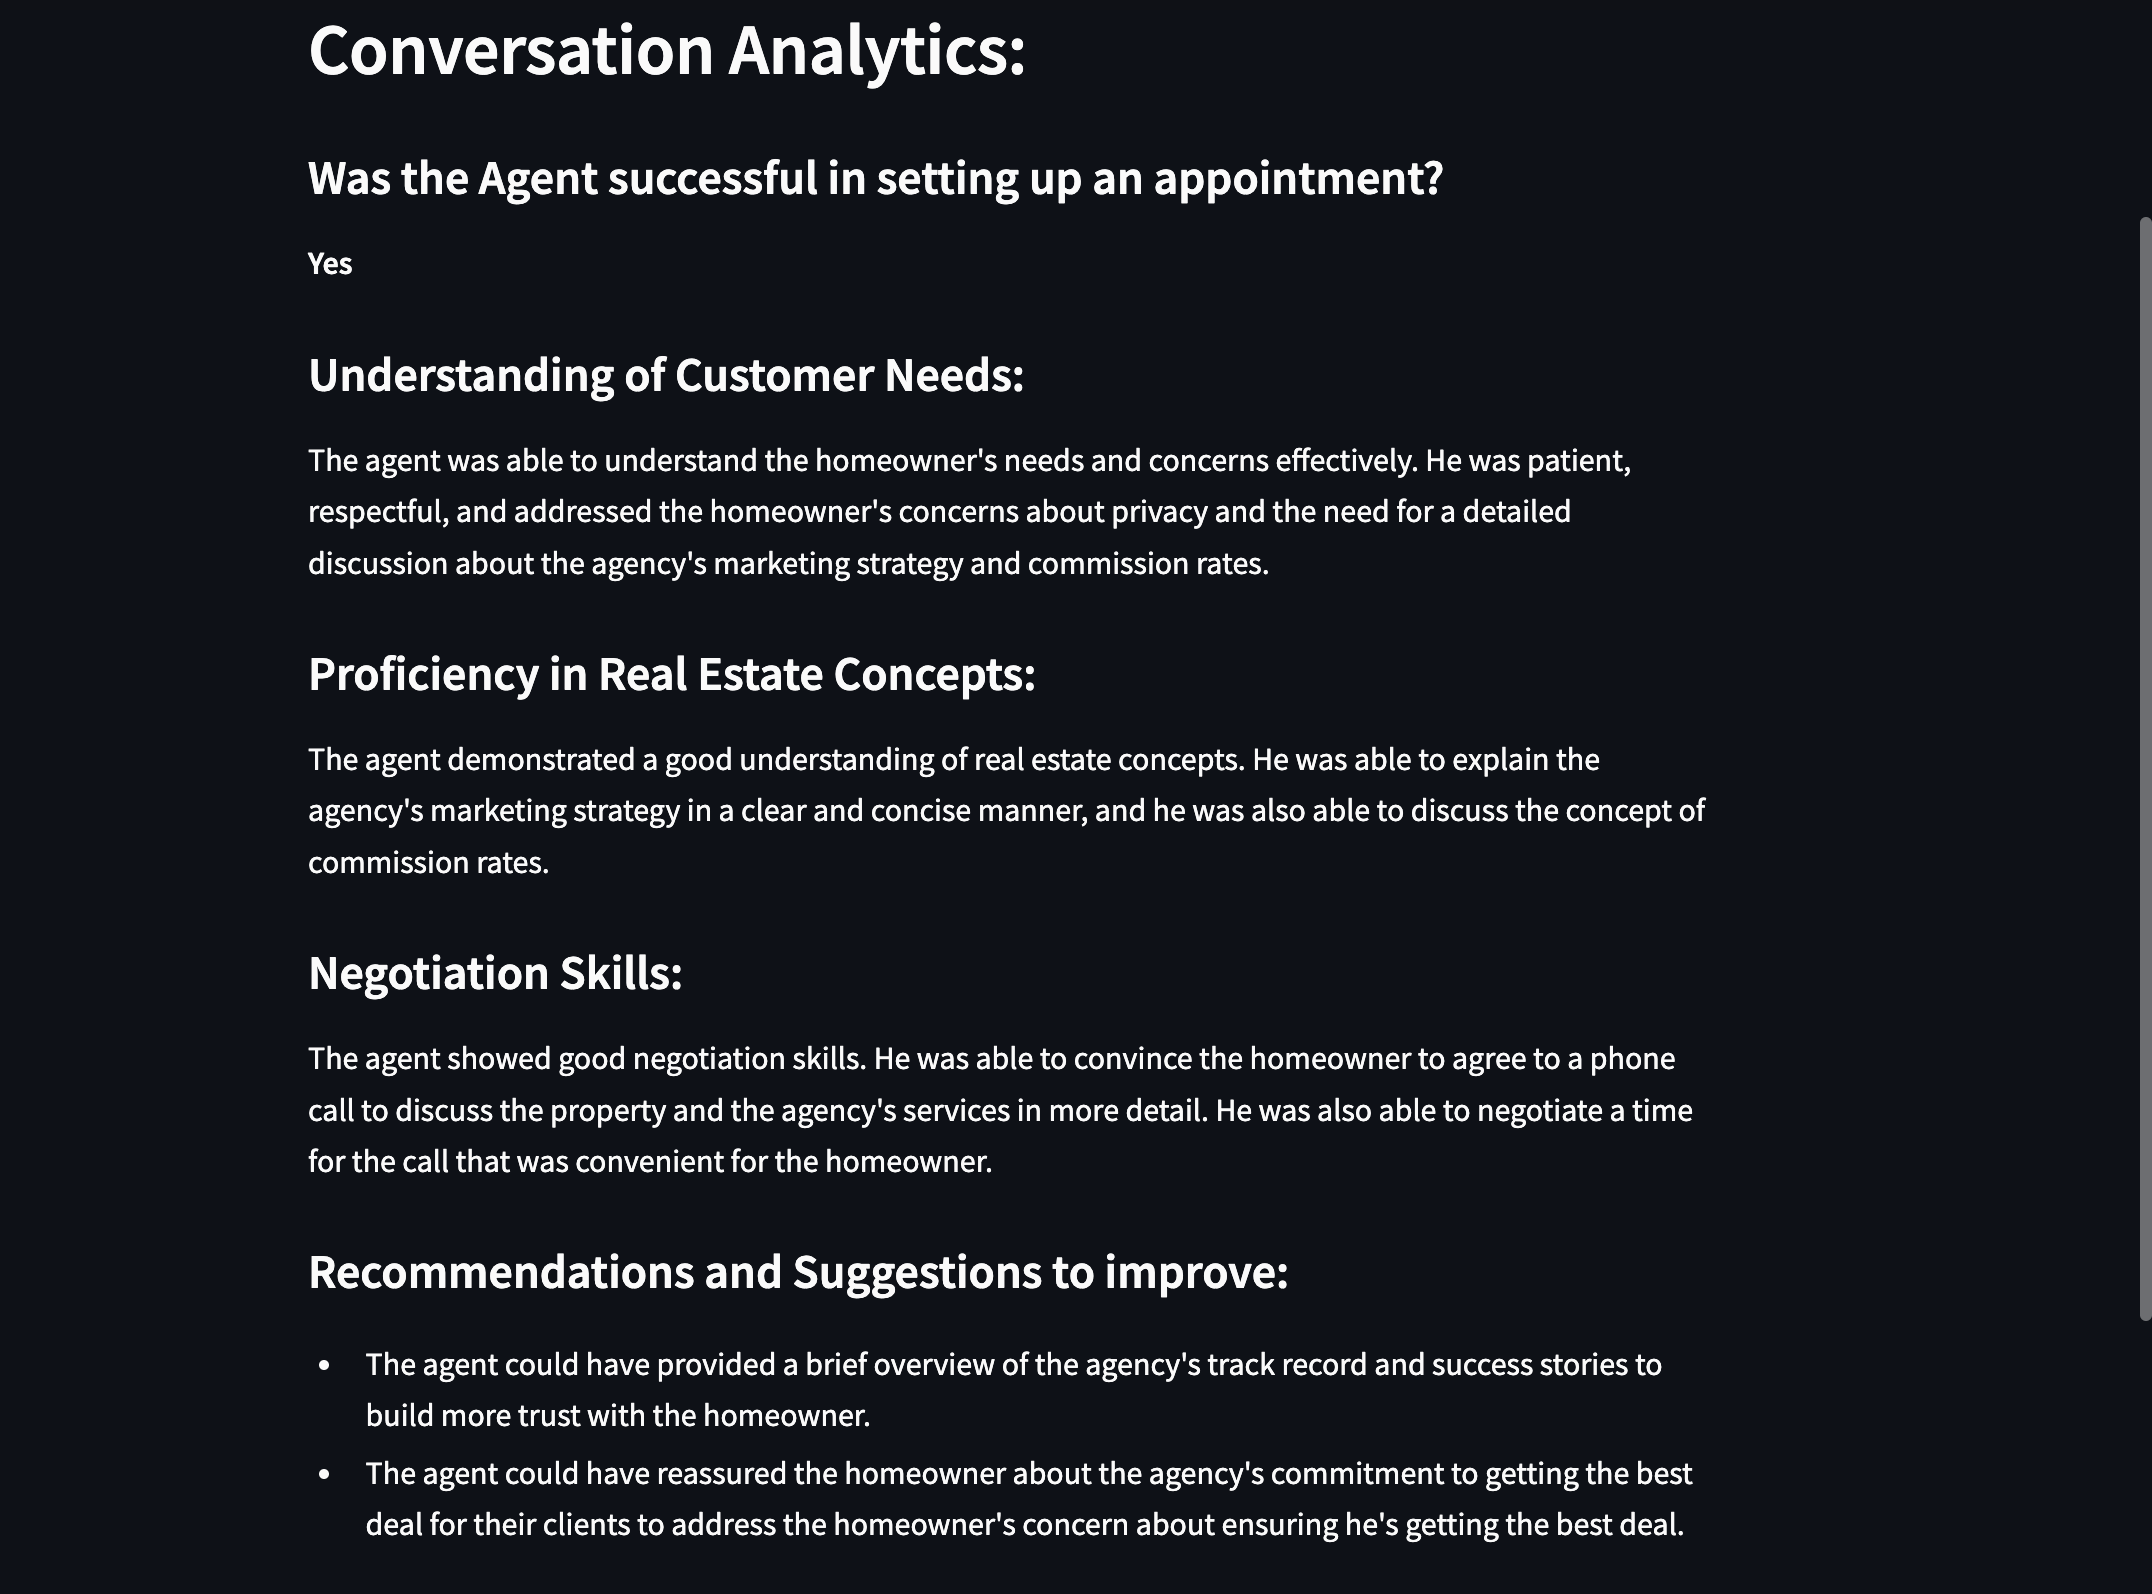 Conversation Analytics:
Was the Agent successful in setting up an appointment?
Yes
Understanding of Customer Needs:
The agent was able to understand the homeowner's needs and concerns effectively. He was patient,
respectful, and addressed the homeowner's concerns about privacy and the need for a detailed
discussion about the agency's marketing strategy and commission rates.
Proficiency in Real Estate Concepts:
The agent demonstrated a good understanding of real estate concepts. He was able to explain the
agency's marketing strategy in a clear and concise manner, and he was also able to discuss the concept of
commission rates.
Negotiation Skills:
The agent showed good negotiation skills. He was able to convince the homeowner to agree to a phone
call to discuss the property and the agency's services in more detail. He was also able to negotiate a time
for the call that was convenient for the homeowner.
Recommendations and Suggestions to improve:
• The agent could have provided a brief overview of the agency's track record and success stories to
build more trust with the homeowner.
• The agent could have reassured the homeowner about the agency's commitment to getting the best
deal for their clients to address the homeowner's concern about ensuring he's getting the best deal.